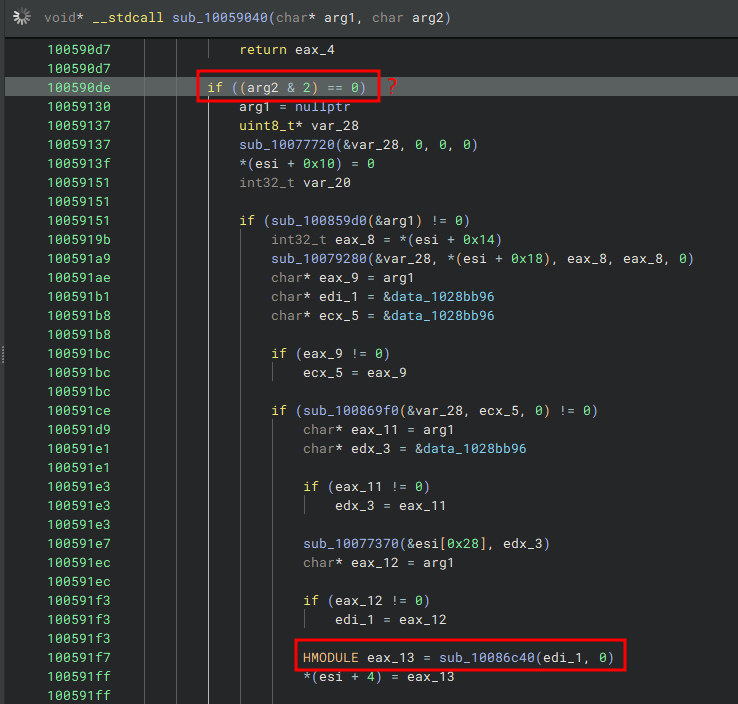 void* __stdcall sub_10059040(char* arg1, char arg2)
100590d7 return eax_4
100590d7
100590de if ((arg2 & 2) == 0) ?
10059130 arg1 = nullptr
10059137 uint8_t* var_28
10059137 sub_10077720(&var_28, 0, 0, 0)
1005913f *(esi + 0x10) = 0
10059151 int32_t var_20
10059151
10059151 if (sub_100859d0(&arg1) != 0)
1005919b int32_t eax_8 = *(esi + 0x14)
100591a9 sub_10079280(&var_28, *(esi + 0x18), eax_8, eax_8, 0)
100591ae char* eax_9 = arg1
100591b1 char* edi_1 = &data_1028bb96
100591b8 char* ecx_5 = &data_1028bb96
100591b8
100591bc if (eax_9 != 0)
100591bc ecx_5 = eax_9
100591bc
100591ce if (sub_100869f0(&var_28, ecx_5, 0) != 0)
100591d9 char* eax_11 = arg1
100591e1 char* edx_3 = &data_1028bb96
100591e1
100591e3 if (eax_11 != 0)
100591e3 edx_3 = eax_11
100591e3
100591e7 sub_10077370(&esi[0x28], edx_3)
100591ec char* eax_12 = arg1
100591ec
100591f3 if (eax_12 != 0)
100591f3 edi_1 = eax_12
100591f3
100591f7 HMODULE eax_13 = sub_10086c40(edi_1, 0)
100591ff *(esi + 4) = eax_13
100591ff